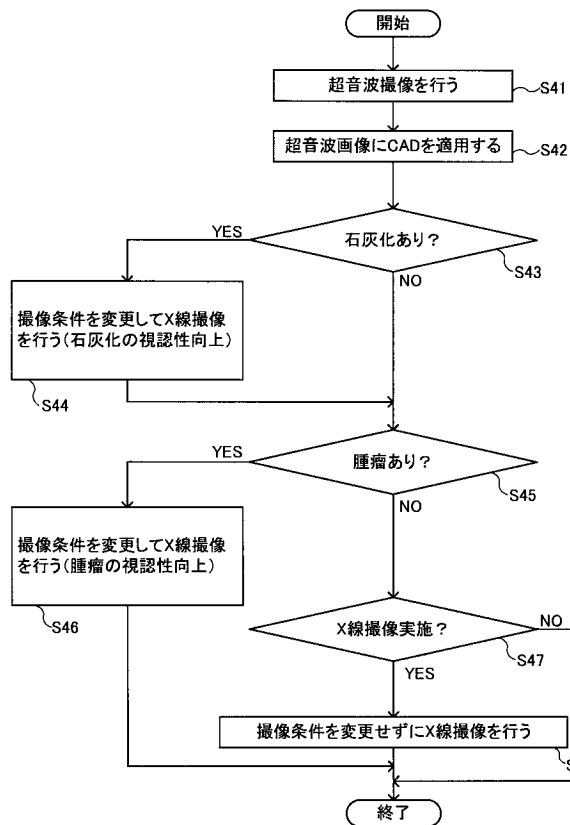 開始
超音波撮像を行う
S41
超音波画像にCADを適用する
S42
YES
石灰化あり?
S43
NO
撮像条件を変更してX線撮像
を行う(石灰化の視認性向上)
S44
YES
腫瘤あり?
S45
NO
撮像条件を変更してX線撮像
を行う(腫瘤の視認性向上)
S46
X線撮像実施?
NO
S47
YES
撮像条件を変更せずにX線撮像を行う
終了